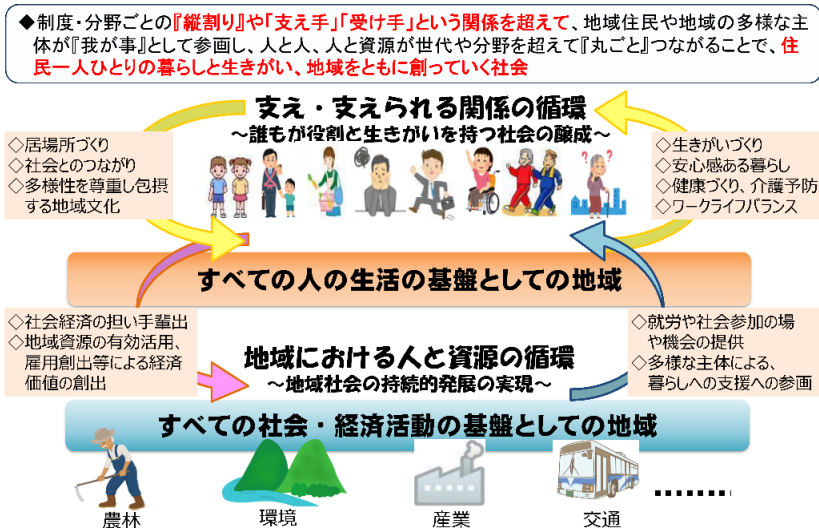 ◆制度・分野ごとの『縦割り』や「支え手」「受け手」という関係を超えて、地域住民や地域の多様な主
体が『我が事』として参画し、人と人、人と資源が世代や分野を超えて『丸ごと』つながることで、住
民一人ひとりの暮らしと生きがい、地域をともに創っていく社会
支え・支えられる関係の循環
～誰もが役割と生きがいを持つ社会の醸成～
◇居場所づくり
◇社会とのつながり
◇多様性を尊重し包摂
する地域文化
◇生きがいづくり
◇安心感ある暮らし
◇健康づくり、介護予防
◇ワークライフバランス
すべての人の生活の基盤としての地域
◇社会経済の担い手輩出
◇地域資源の有効活用、
雇用創出等による経済
価値の創出
地域における人と資源の循環
～地域社会の持続的発展の実現～
◇就労や社会参加の場
や機会の提供
◇多様な主体による、
暮らしへの支援への参画
すべての社会・経済活動の基盤としての地域
農林
環境
産業
交通